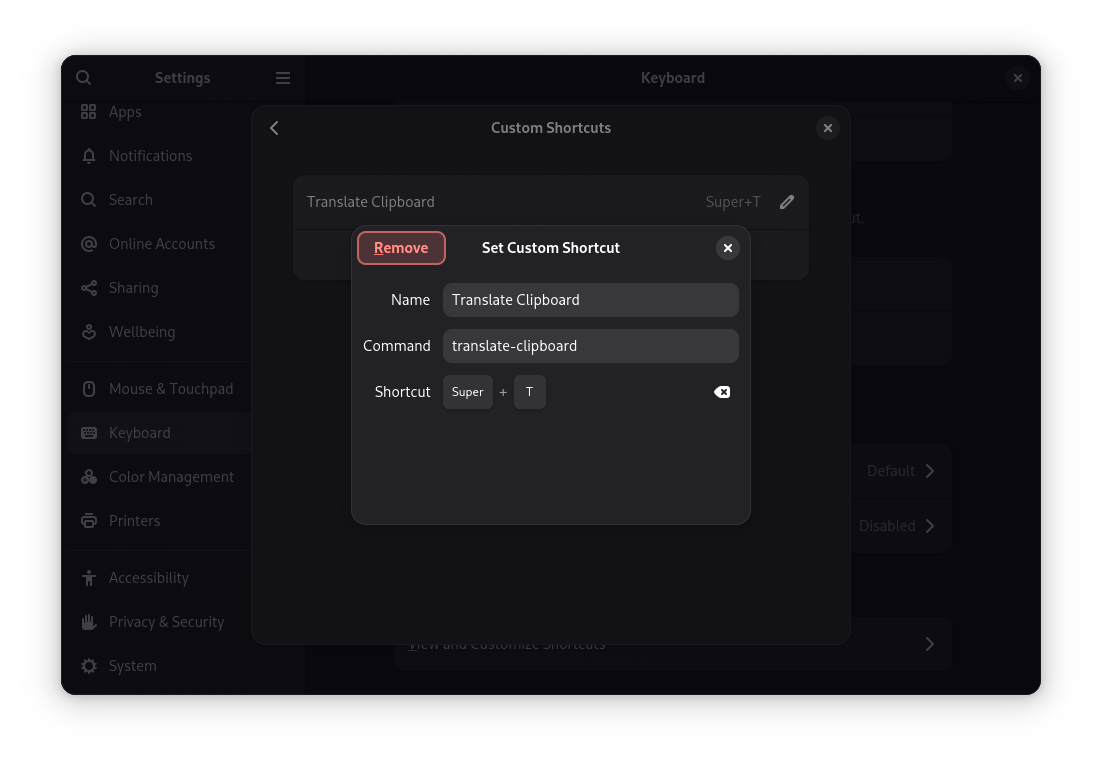 Settings
Keyboard
Apps
Notifications
Search
Online Accounts
Sharing
Wellbeing
Mouse & Touchpad
Keyboard
Color Management
Printers
Accessibility
Privacy & Security
System
Custom Shortcuts
Translate Clipboard
Super+T
Remove
Set Custom Shortcut
Name
Translate Clipboard
Command
translate-clipboard
Shortcut
Super + T
Default
Disabled
View and Customize Shortcuts